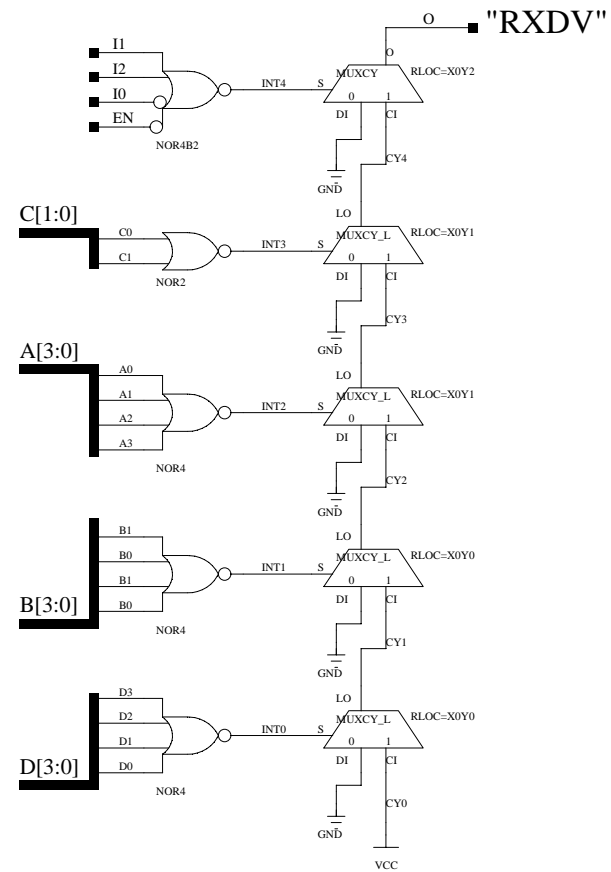 O "RXDV"
I1
O
MUXCY RLOC=X0Y2
I2
INT4 S
0 1
I0
DI CI
EN
NOR4B2
CY4
GND
LO
C[1:0]
MUXCY_L RLOC=X0Y1
C0
INT3 S
0 1
C1
DI CI
NOR2
CY3
GND
A[3:0]
LO
A0
MUXCY_L RLOC=X0Y1
A1
INT2 S
A2
0 1
A3
DI CI
NOR4
CY2
GND
LO
B1
MUXCY_L RLOC=X0Y0
B0
INT1 S
B1
0 1
B[3:0]
B0
DI CI
NOR4
CY1
GND
D3
LO
D2
MUXCY_L RLOC=X0Y0
INT0 S
D1
0 1
D[3:0]
D0
DI CI
NOR4
CY0
GND
VCC